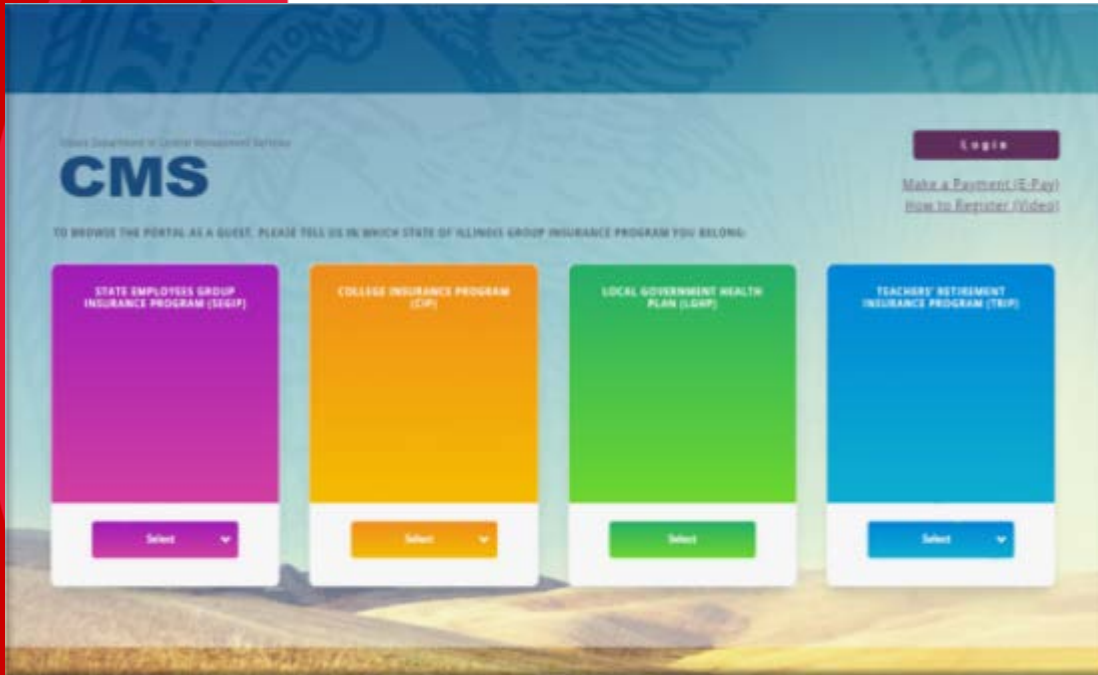 Illinois Department of Central Management Services
CMS
Login
Make a Payment (E-Pay)
How to Register (Video)
TO BROWSE THE PORTAL AS A GUEST, PLEASE TELL US IN WHICH STATE OF ILLINOIS GROUP INSURANCE PROGRAM YOU BELONG:
STATE EMPLOYEES GROUP
INSURANCE PROGRAM (SEGIP)
Select
COLLEGE INSURANCE PROGRAM
(CIP)
Select
LOCAL GOVERNMENT HEALTH
PLAN (LGHP)
Select
TEACHERS' RETIREMENT
INSURANCE PROGRAM (TRIP)
Select